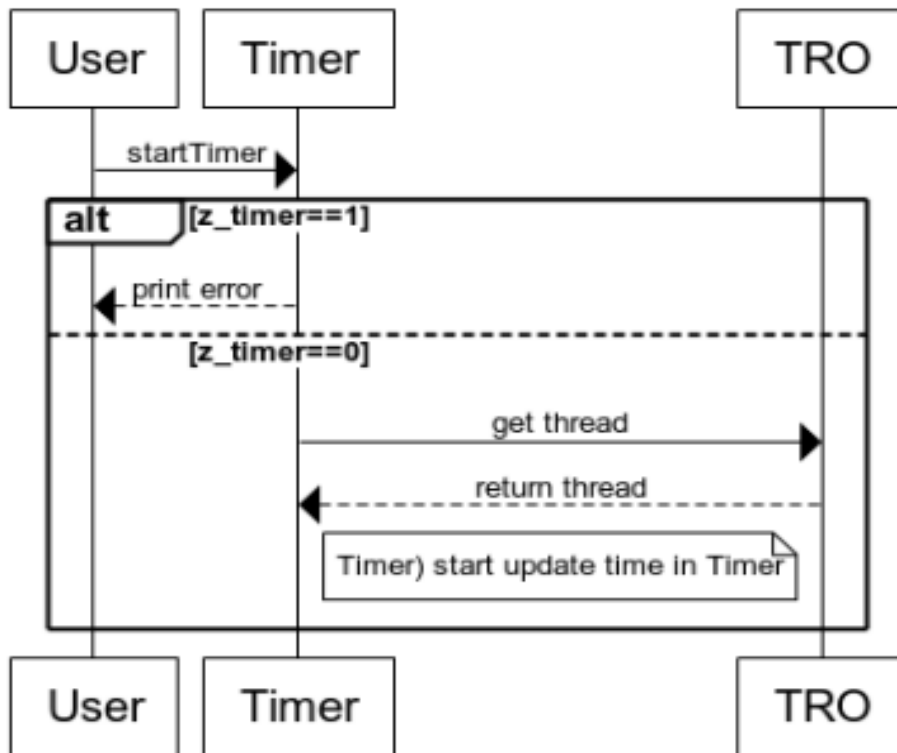 User Timer TRO
startTimer
alt [z_timer==1]
print error
[z_timer==0]
get thread
return thread
Timer) start update time in Timer
User Timer TRO